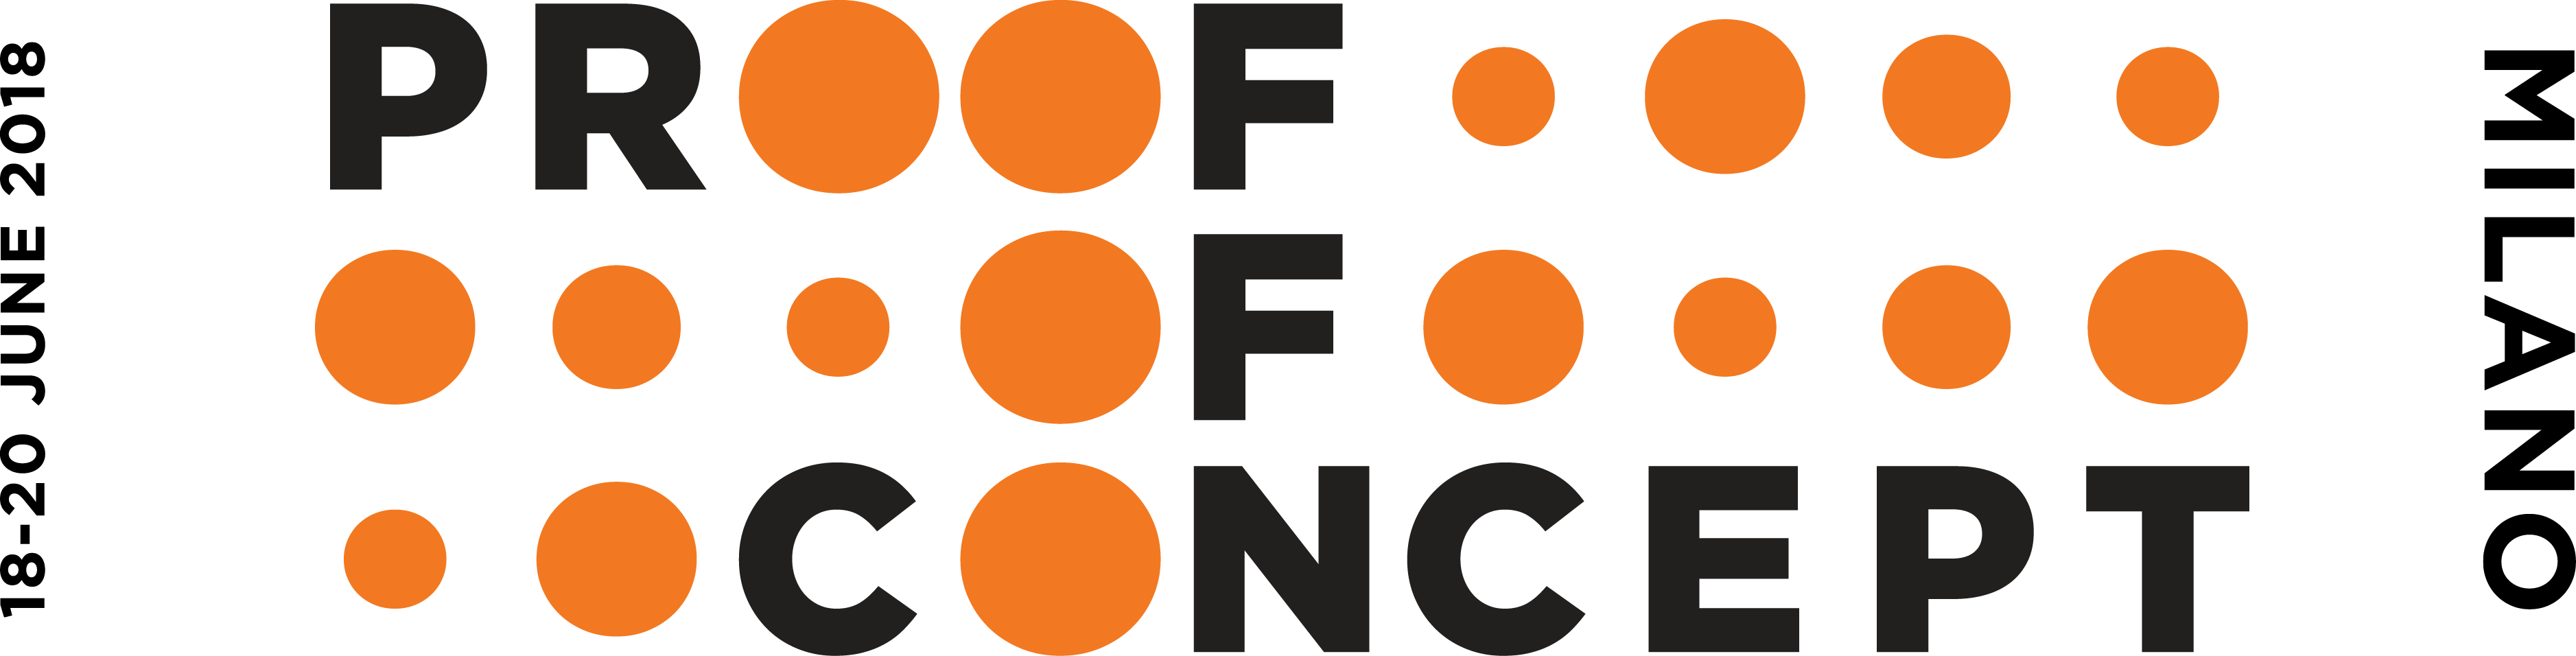 18-20 JUNE 2018
PROOF
OF
CONCEPT
MILANO